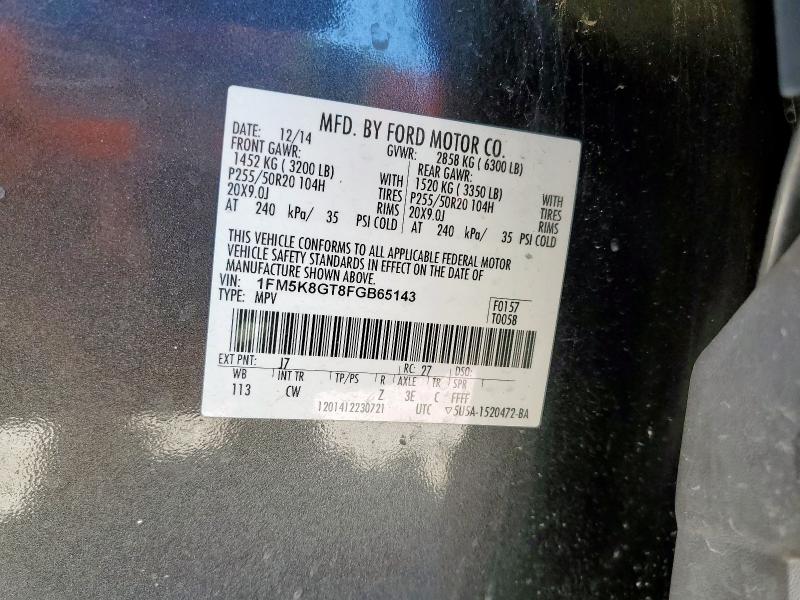 MFD. BY FORD MOTOR CO.
DATE: 12/14 GVWR: 2858 KG ( 6300 LB)
FRONT GAWR: REAR GAWR:
1452 KG ( 3200 LB) WITH 1520 KG ( 3350 LB) WITH
P255/50R20 104H TIRES P255/50R20 104H TIRES
20X9.0J RIMS 20X9.0J RIMS
AT 240 kPa/ 35 PSI COLD AT 240 kPa/ 35 PSI COLD
THIS VEHICLE CONFORMS TO ALL APPLICABLE FEDERAL MOTOR
VEHICLE SAFETY STANDARDS IN EFFECT ON THE DATE OF
MANUFACTURE SHOWN ABOVE.
VIN: 1FM5K8GT8FGB65143
TYPE: MPV
F0157
T005B
EXT PNT: J7 RC: 27 DSO:
WB INT TR TP/PS R AXLE TR SPR
113 CW Z 3E C FFFF
1201412230721 UTC ▽5U5A-1520472-BA